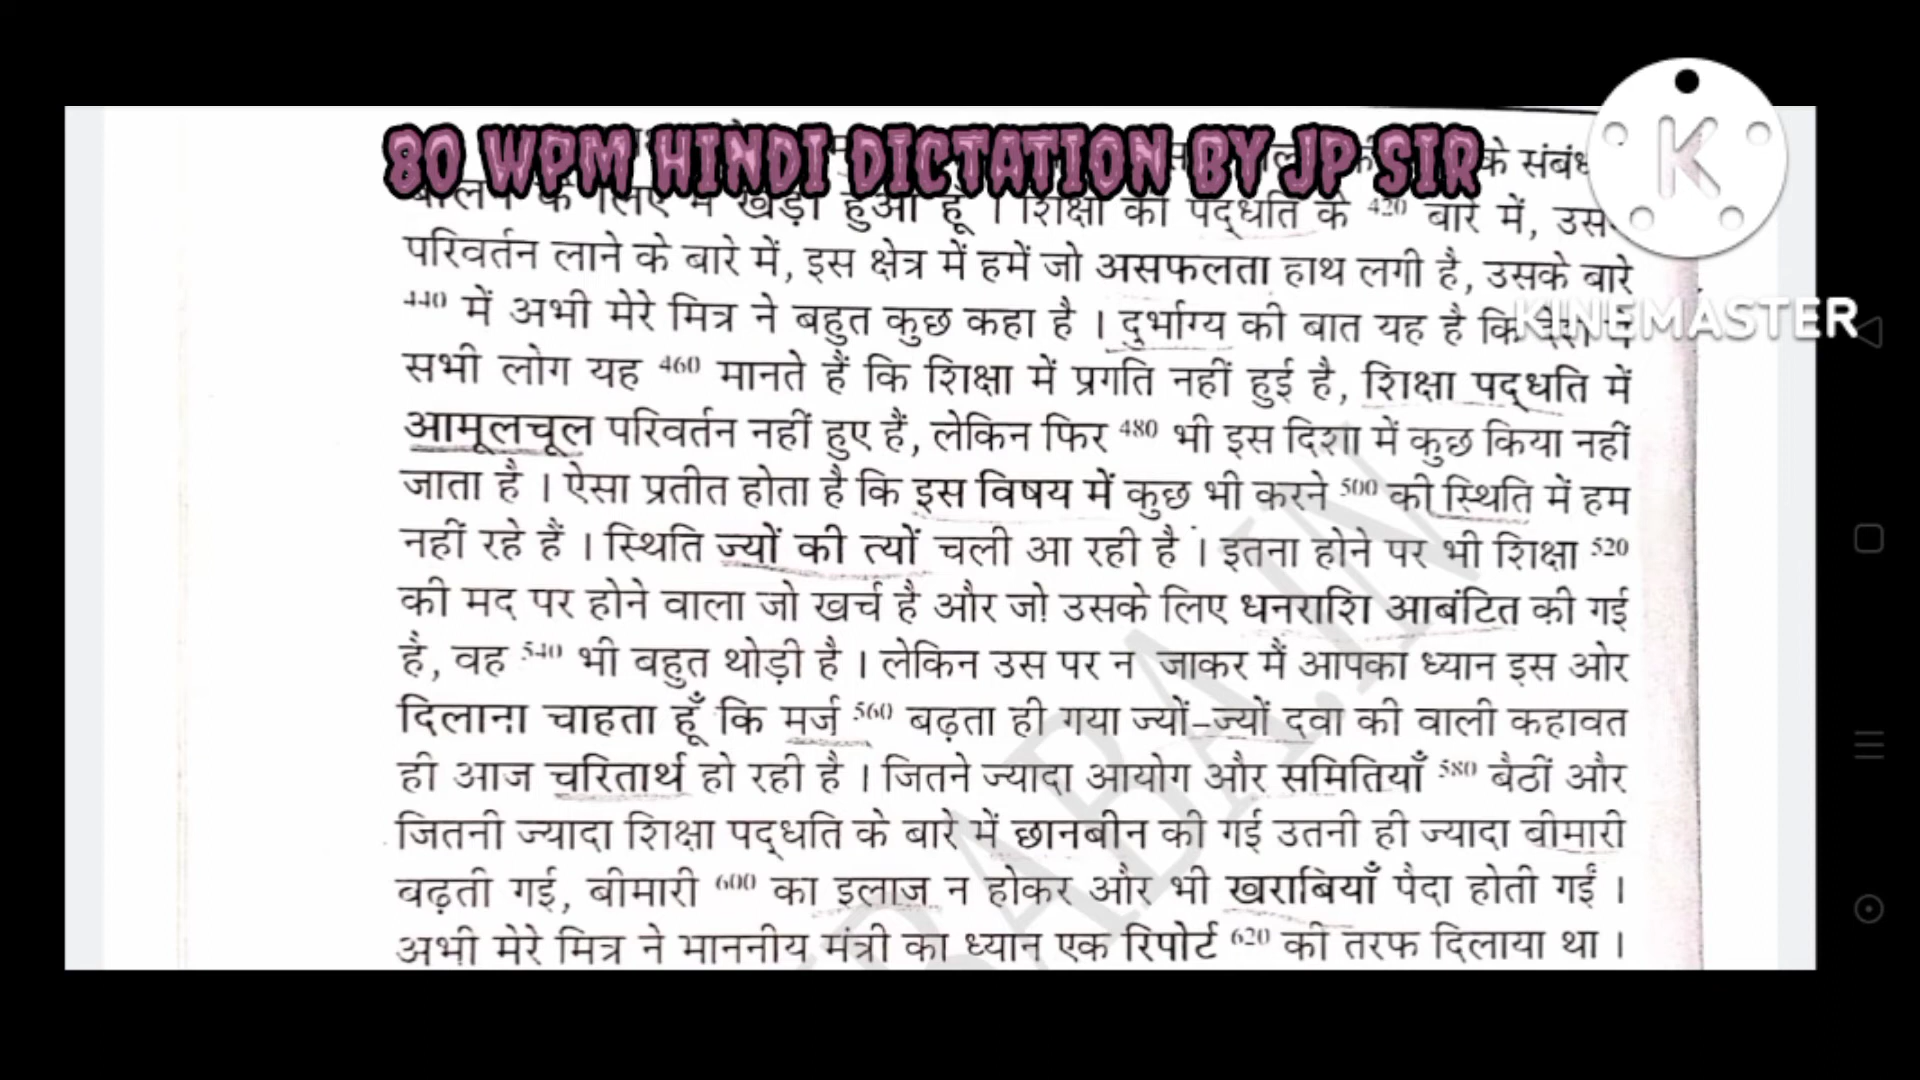 80 WPM HINDI DICTATION BY JP SIR
के संबंध
के लिए मैं खड़ा हुआ हूँ । शिक्षा की पद्धति के 420 बारे में,
परिवर्तन लाने के बारे में, इस क्षेत्र में हमें जो असफलता हाथ लगी है, उसके बारे
440 में अभी मेरे मित्र ने बहुत कुछ कहा है । दुर्भाग्य की बात यह है कि
KINEMASTER
सभी लोग यह 460 मानते हैं कि शिक्षा में प्रगति नहीं हुई है, शिक्षा पद्धति में
आमूलचूल परिवर्तन नहीं हुए हैं, लेकिन फिर 480 भी इस दिशा में कुछ किया नहीं
जाता है । ऐसा प्रतीत होता है कि इस विषय में कुछ भी करने 500 की स्थिति में हम
नहीं रहे हैं । स्थिति ज्यों की त्यों चली आ रही है । इतना होने पर भी शिक्षा 520
की मद पर होने वाला जो खर्च है और जो उसके लिए धनराशि आबंटित की गई
है, वह 540 भी बहुत थोड़ी है । लेकिन उस पर न जाकर मैं आपका ध्यान इस ओर
दिलाना चाहता हूँ कि मर्ज 560 बढ़ता ही गया ज्यों-ज्यों दवा की वाली कहावत
ही आज चरितार्थ हो रही है । जितने ज्यादा आयोग और समितियाँ 580 बैठीं और
जितनी ज्यादा शिक्षा पद्धति के बारे में छानबीन की गई उतनी ही ज्यादा बीमारी
बढ़ती गई, बीमारी 600 का इलाज न होकर और भी खराबियाँ पैदा होती गईं ।
अभी मेरे मित्र ने माननीय मंत्री का ध्यान एक रिपोर्ट 620 की तरफ दिलाया था ।